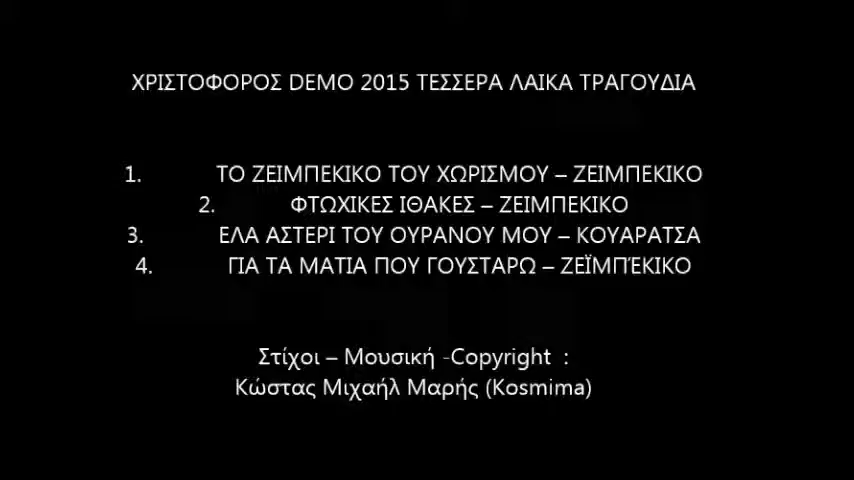 ΧΡΙΣΤΟΦΟΡΟΣ DEMO 2015 ΤΕΣΣΕΡΑ ΛΑΙΚΑ ΤΡΑΓΟΥΔΙΑ
1. ΤΟ ΖΕΙΜΠΕΚΙΚΟ ΤΟΥ ΧΩΡΙΣΜΟΥ – ΖΕΙΜΠΕΚΙΚΟ
2. ΦΤΩΧΙΚΕΣ ΙΘΑΚΕΣ – ΖΕΙΜΠΕΚΙΚΟ
3. ΕΛΑ ΑΣΤΕΡΙ ΤΟΥ ΟΥΡΑΝΟΥ ΜΟΥ – ΚΟΥΑΡΑΤΣΑ
4. ΓΙΑ ΤΑ ΜΑΤΙΑ ΠΟΥ ΓΟΥΣΤΑΡΩ – ΖΕΪΜΠΈΚΙΚΟ
Στίχοι – Μουσική -Copyright :
Κώστας Μιχαήλ Μαρής (Kosmima)